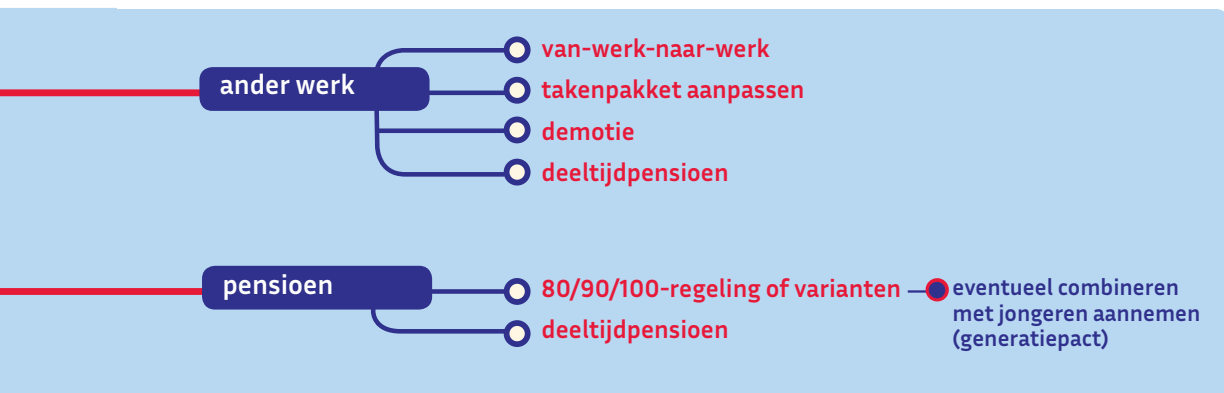 ander werk
van-werk-naar-werk
takenpakket aanpassen
demotie
deeltijdpensioen
pensioen
80/90/100-regeling of varianten
eventueel combineren
met jongeren aannemen
(generatiepact)
deeltijdpensioen